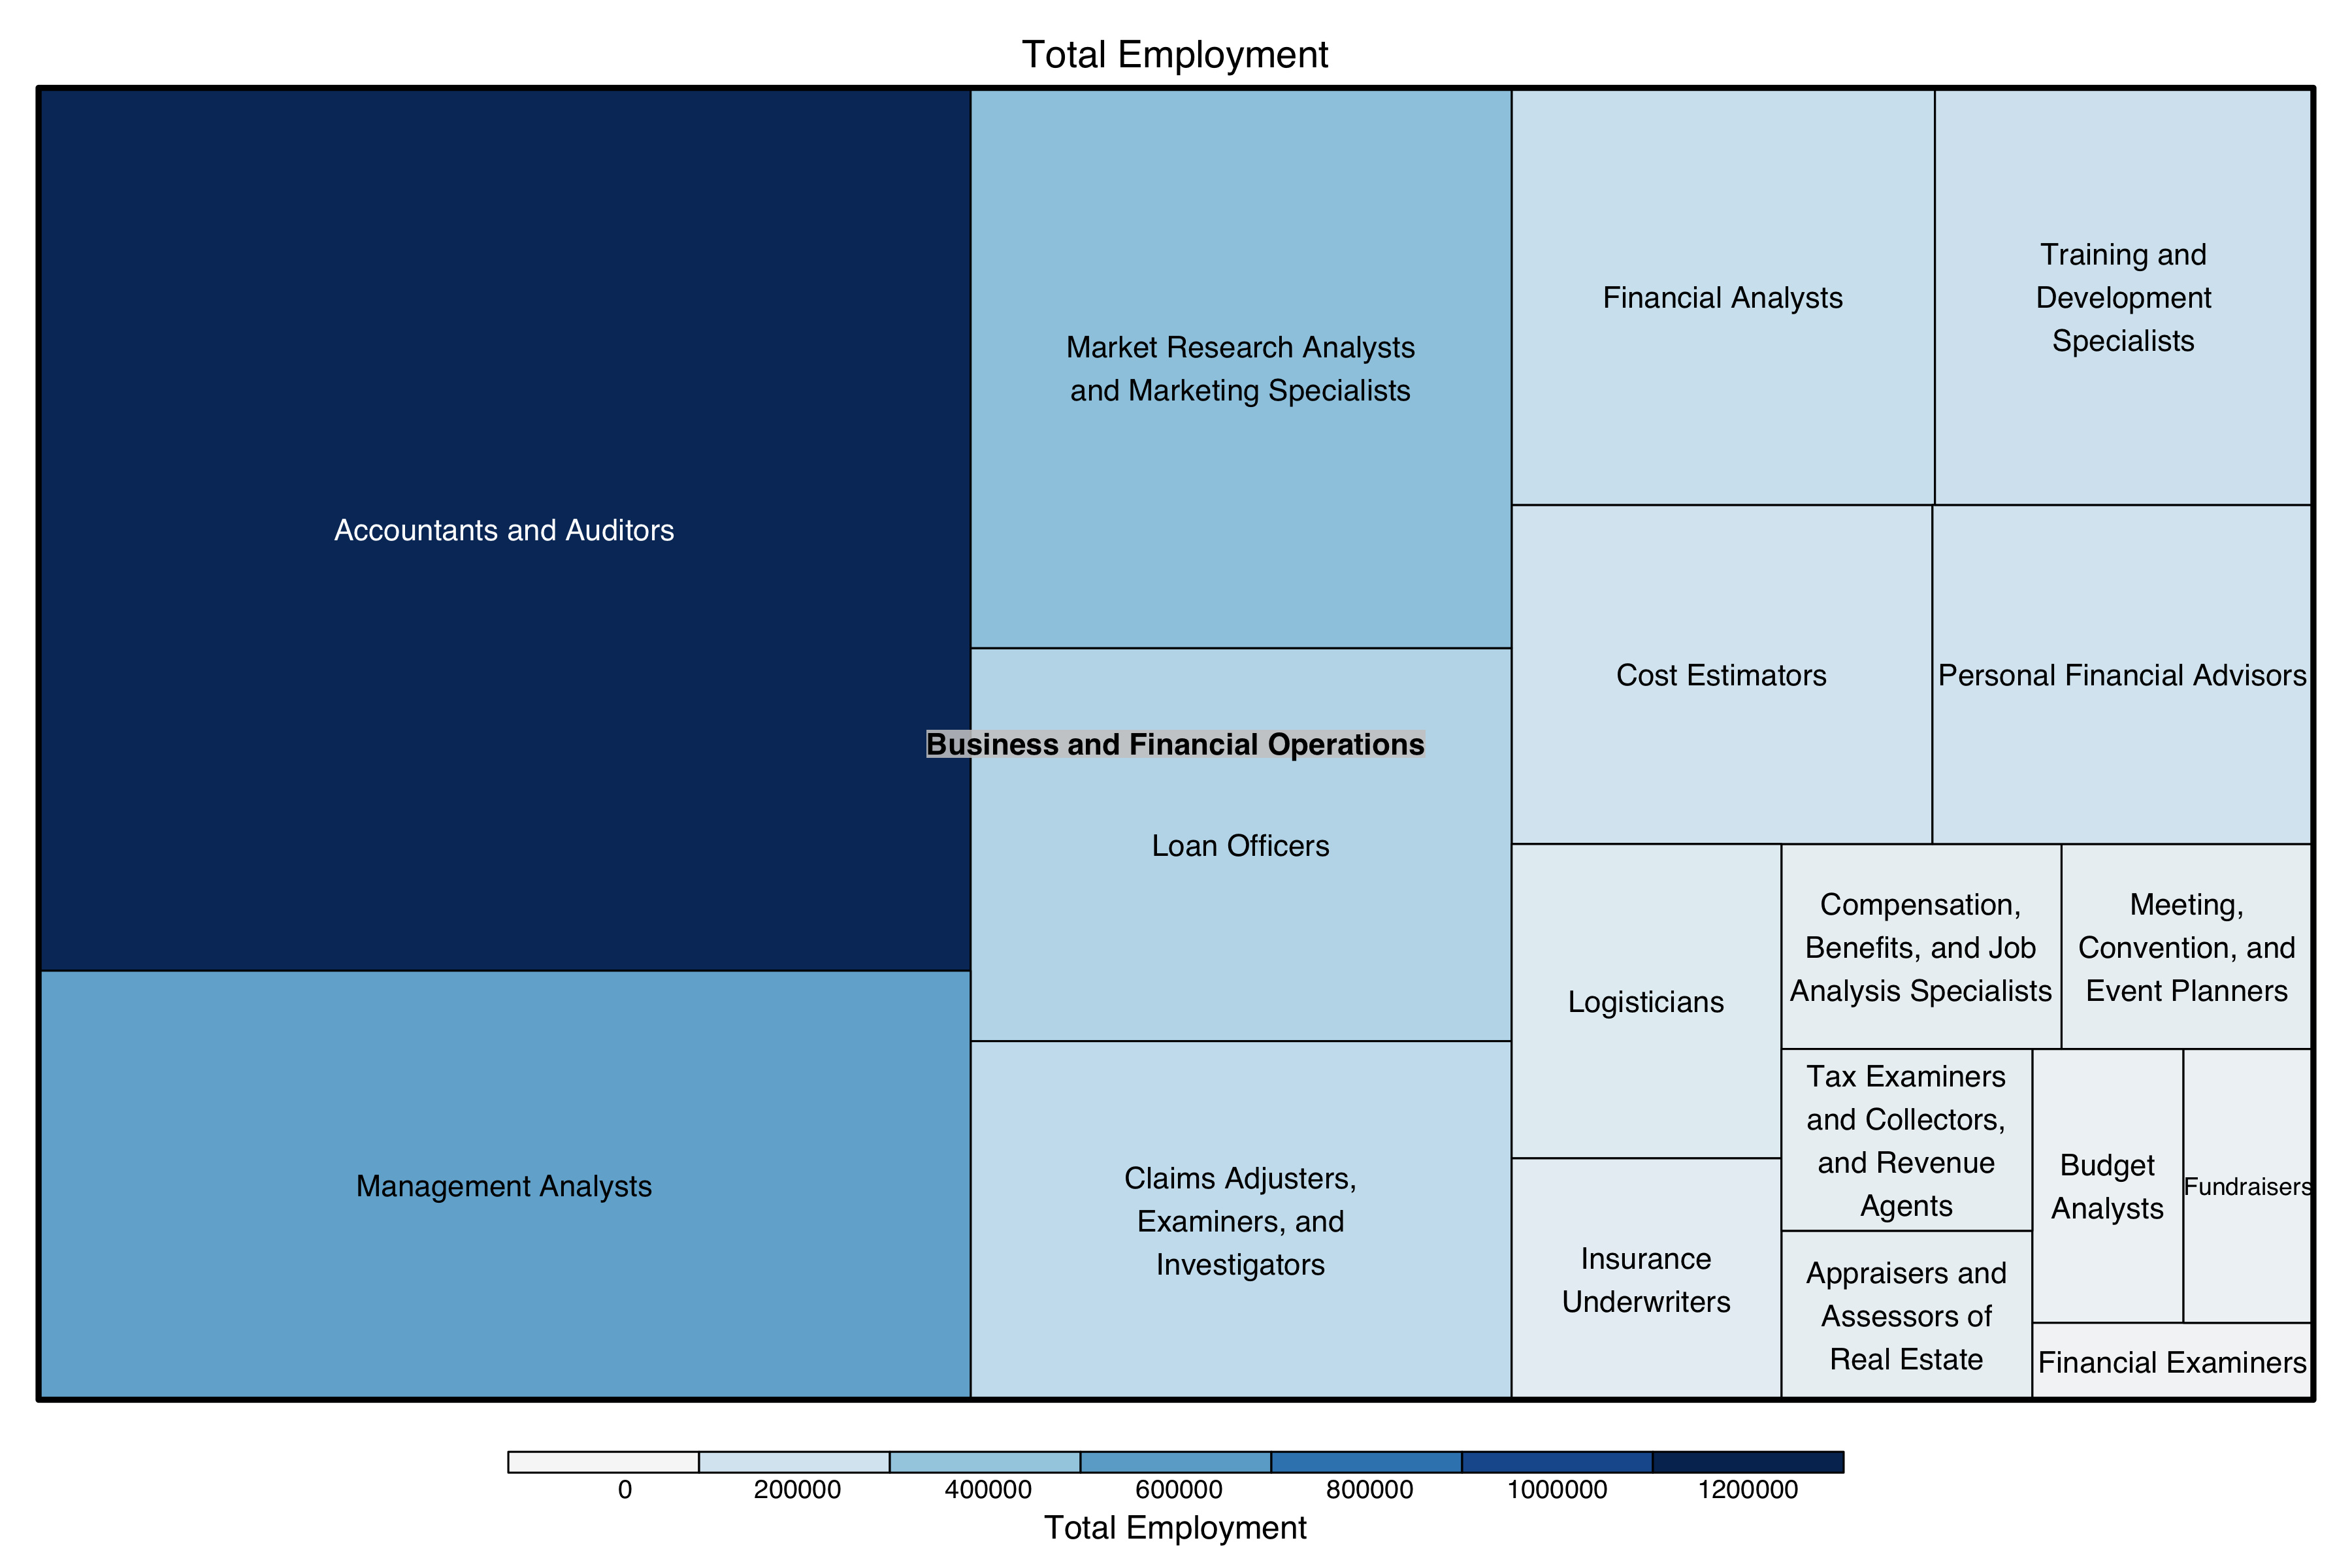 Total Employment
Accountants and Auditors
Management Analysts
Market Research Analysts
and Marketing Specialists
Business and Financial Operations
Loan Officers
Claims Adjusters,
Examiners, and
Investigators
Financial Analysts
Training and
Development
Specialists
Cost Estimators
Personal Financial Advisors
Logisticians
Compensation,
Benefits, and Job
Analysis Specialists
Meeting,
Convention, and
Event Planners
Insurance
Underwriters
Tax Examiners
and Collectors,
and Revenue
Agents
Appraisers and
Assessors of
Real Estate
Budget
Analysts
Fundraisers
Financial Examiners
0 200000 400000 600000 800000 1000000 1200000
Total Employment